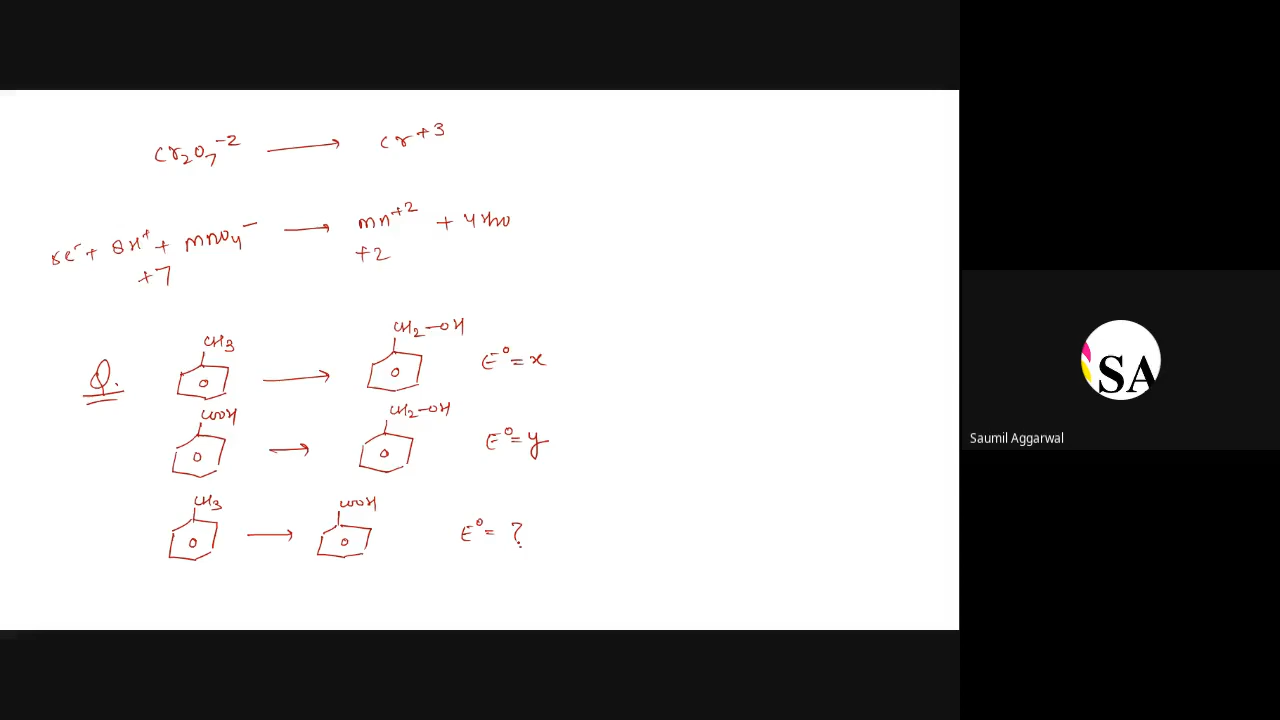 Cr₂O₇⁻² → Cr⁺³
5e⁻ + 8H⁺ + MnO₄⁻ → Mn⁺² + 4H₂O
+7 +2
Q. CH₃ → CH₂–OH E° = x
COOH → CH₂–OH E° = y
CH₃ → COOH E° = ?
SA
Saumil Aggarwal